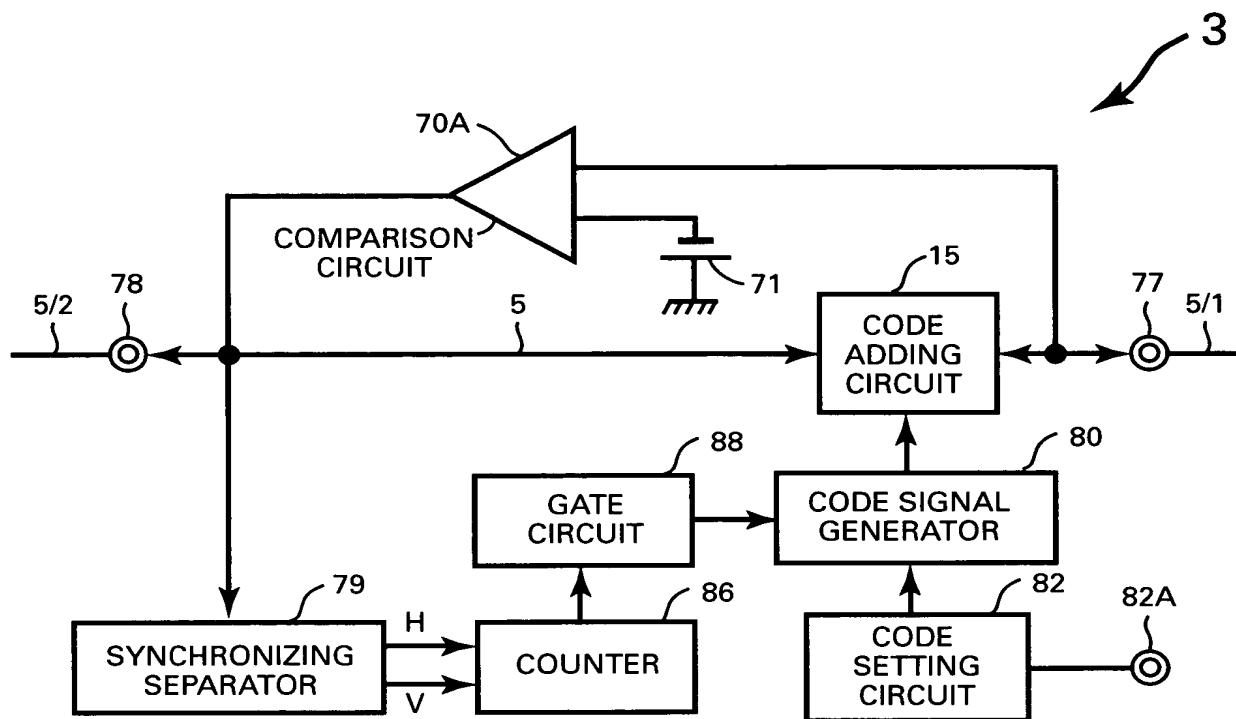 3
70A
COMPARISON
CIRCUIT
71
15
CODE
ADDING
CIRCUIT
77
5/1
5/2
78
5
88
GATE
CIRCUIT
80
CODE SIGNAL
GENERATOR
79
SYNCHRONIZING
SEPARATOR
H
V
86
COUNTER
82
CODE
SETTING
CIRCUIT
82A